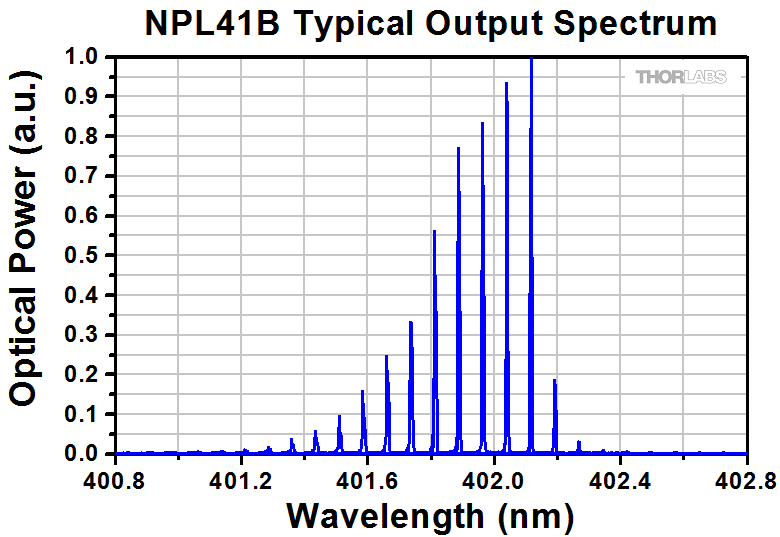 NPL41B Typical Output Spectrum
THORLABS
Optical Power (a.u.)
1.0
0.9
0.8
0.7
0.6
0.5
0.4
0.3
0.2
0.1
0.0
400.8 401.2 401.6 402.0 402.4 402.8
Wavelength (nm)